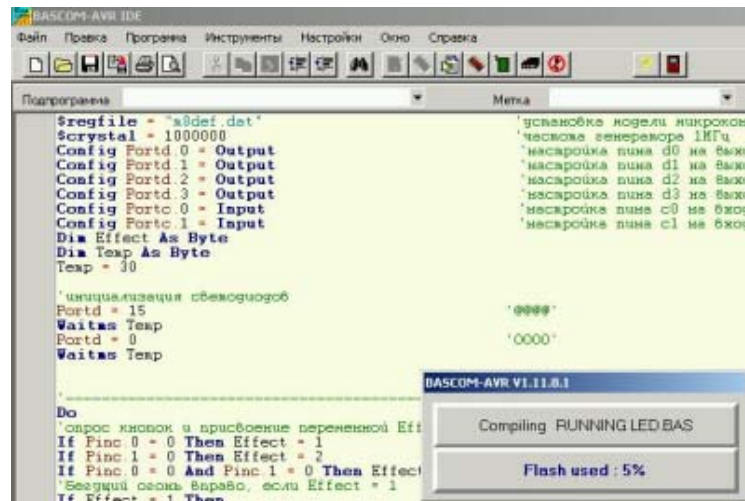 BASCOM-AVR IDE
Файл Правка Программа Инструменты Настройки Окно Справка
Подпрограмма Метка
$regfile = "m8def.dat" 'установка модели микрокон
$crystal = 1000000 'частота генератора 1МГц
Config Portd.0 = Output 'настройка пина d0 на вых
Config Portd.1 = Output 'настройка пина d1 на вых
Config Portd.2 = Output 'настройка пина d2 на вых
Config Portd.3 = Output 'настройка пина d3 на вых
Config Portc.0 = Input 'настройка пина c0 на вход
Config Portc.1 = Input 'настройка пина c1 на вход
Dim Effect As Byte
Dim Temp As Byte
Temp = 30
'инициализация светодиодов
Portd = 15 '@@@@'
Waitms Temp
Portd = 0 'OOOO'
Waitms Temp
BASCOM-AVR V1.11.8.1
Do
'опрос кнопок и присвоение переменной Eff
Compiling RUNNING LED.BAS
If Pinc.0 = 0 Then Effect = 1
If Pinc.1 = 0 Then Effect = 2
If Pinc.0 = 0 And Pinc.1 = 0 Then Effect
Flash used : 5%
'Бегущий огонь вправо, если Effect = 1
If Effect = 1 Then